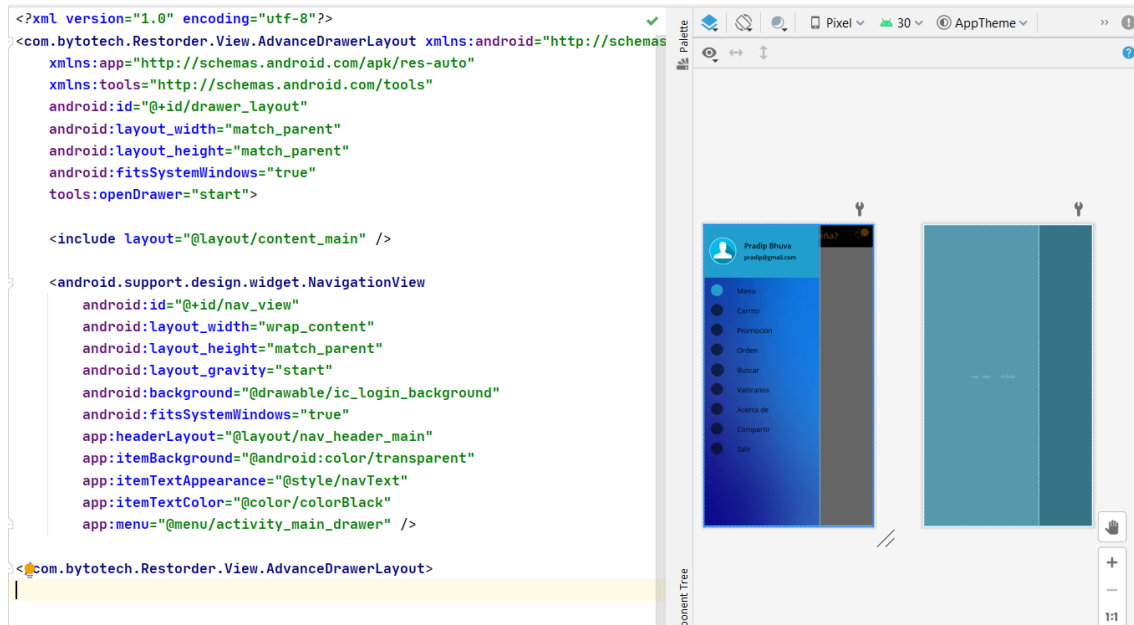 <?xml version="1.0" encoding="utf-8"?>
<com.bytotech.Restorder.View.AdvanceDrawerLayout xmlns:android="http://schemas
xmlns:app="http://schemas.android.com/apk/res-auto"
xmlns:tools="http://schemas.android.com/tools"
android:id="@+id/drawer_layout"
android:layout_width="match_parent"
android:layout_height="match_parent"
android:fitsSystemWindows="true"
tools:openDrawer="start">
<include layout="@layout/content_main" />
<android.support.design.widget.NavigationView
android:id="@+id/nav_view"
android:layout_width="wrap_content"
android:layout_height="match_parent"
android:layout_gravity="start"
android:background="@drawable/ic_login_background"
android:fitsSystemWindows="true"
app:headerLayout="@layout/nav_header_main"
app:itemBackground="@android:color/transparent"
app:itemTextAppearance="@style/navText"
app:itemTextColor="@color/colorBlack"
app:menu="@menu/activity_main_drawer" />
</com.bytotech.Restorder.View.AdvanceDrawerLayout>
Palette
Pixel 30 AppTheme
eña?
Pradip Bhuva
pradip@gmail.com
Menu
Carrito
Promoción
Orden
Buscar
Valóranos
Acerca de
Compartir
Salir
nav_view include
ponent Tree
1:1